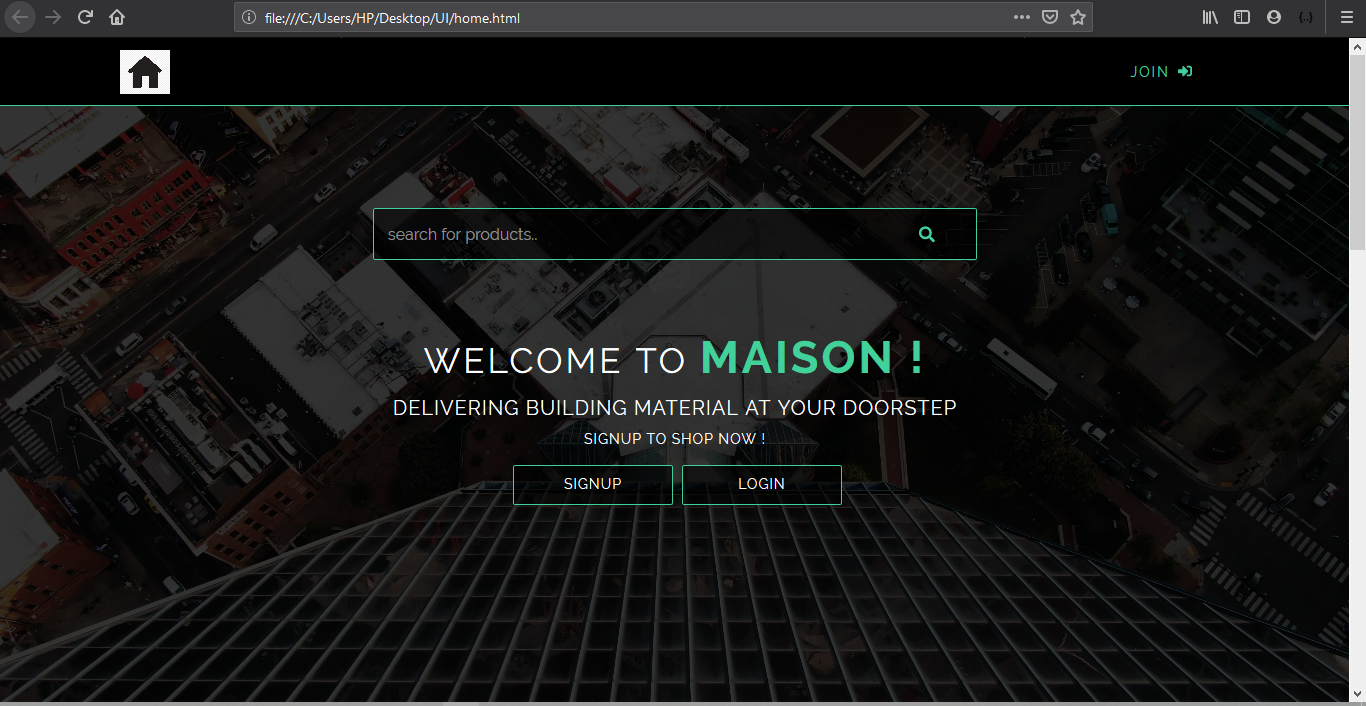 file:///C:/Users/HP/Desktop/UI/home.html
JOIN
search for products..
WELCOME TO MAISON !
DELIVERING BUILDING MATERIAL AT YOUR DOORSTEP
SIGNUP TO SHOP NOW !
SIGNUP LOGIN